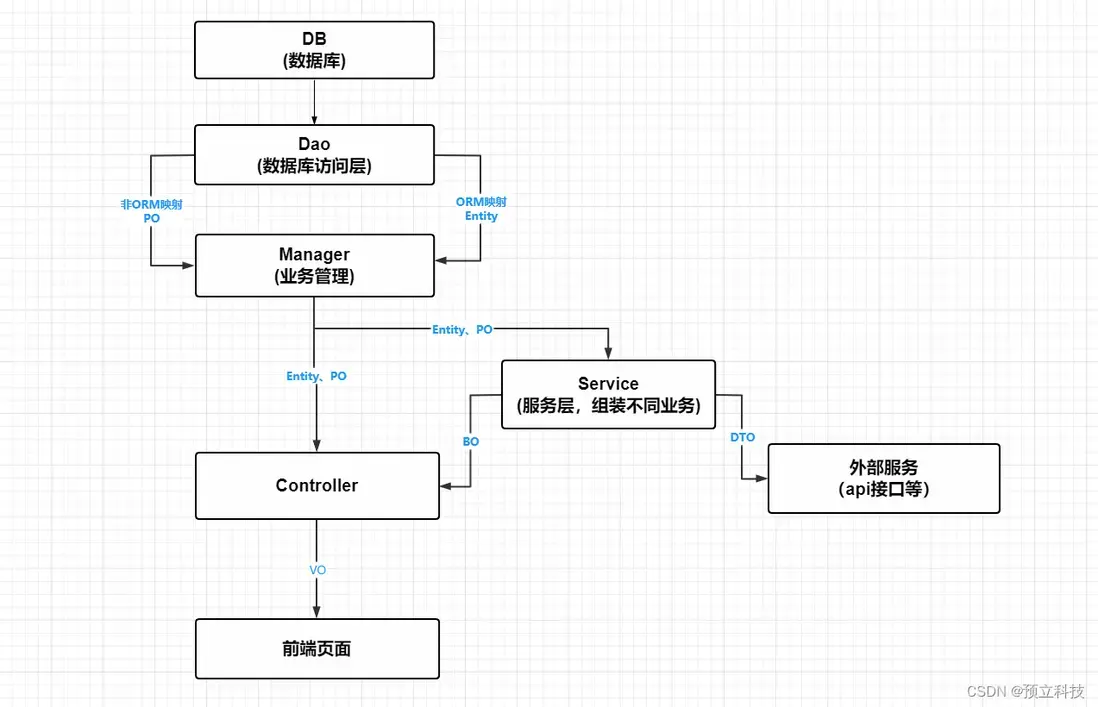 DB
(数据库)
Dao
(数据库访问层)
非ORM映射
PO
ORM映射
Entity
Manager
(业务管理)
Entity、PO
Entity、PO
Service
(服务层，组装不同业务)
BO
DTO
外部服务
（api接口等）
Controller
VO
前端页面
CSDN @预立科技